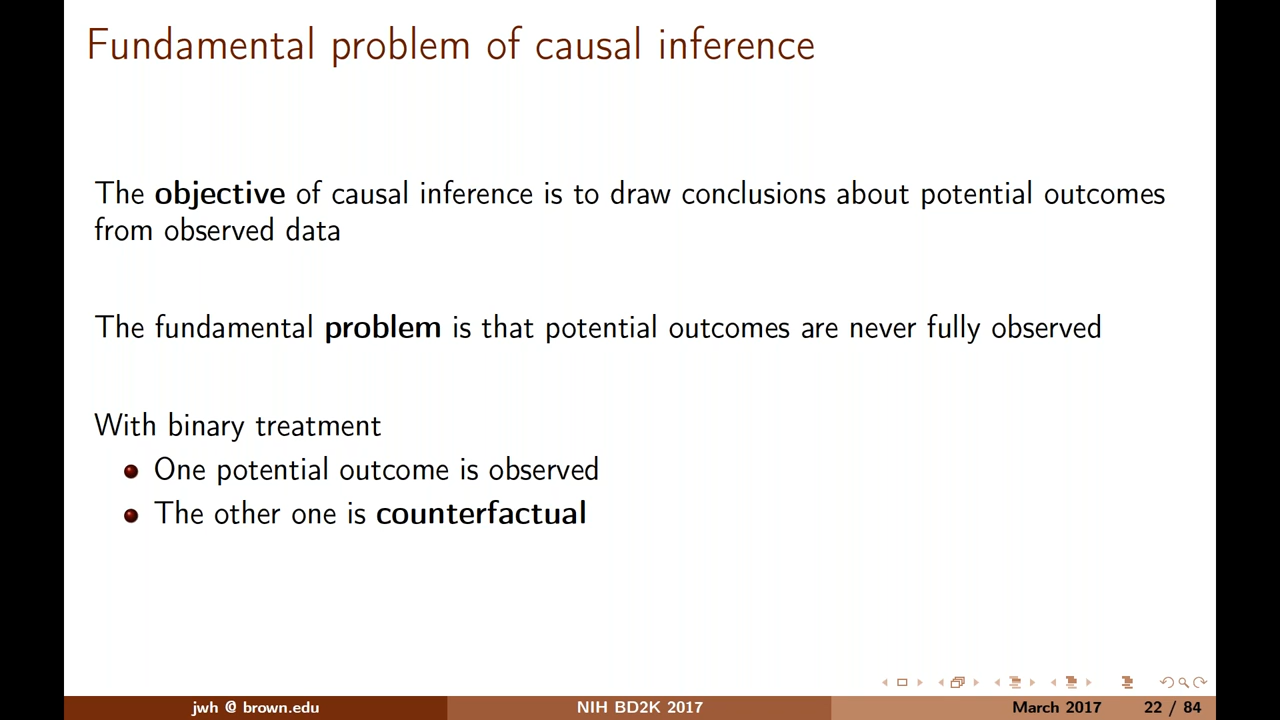 Fundamental problem of causal inference
The objective of causal inference is to draw conclusions about potential outcomes
from observed data
The fundamental problem is that potential outcomes are never fully observed
With binary treatment
One potential outcome is observed
The other one is counterfactual
jwh @ brown.edu
NIH BD2K 2017
March 2017
22 / 84